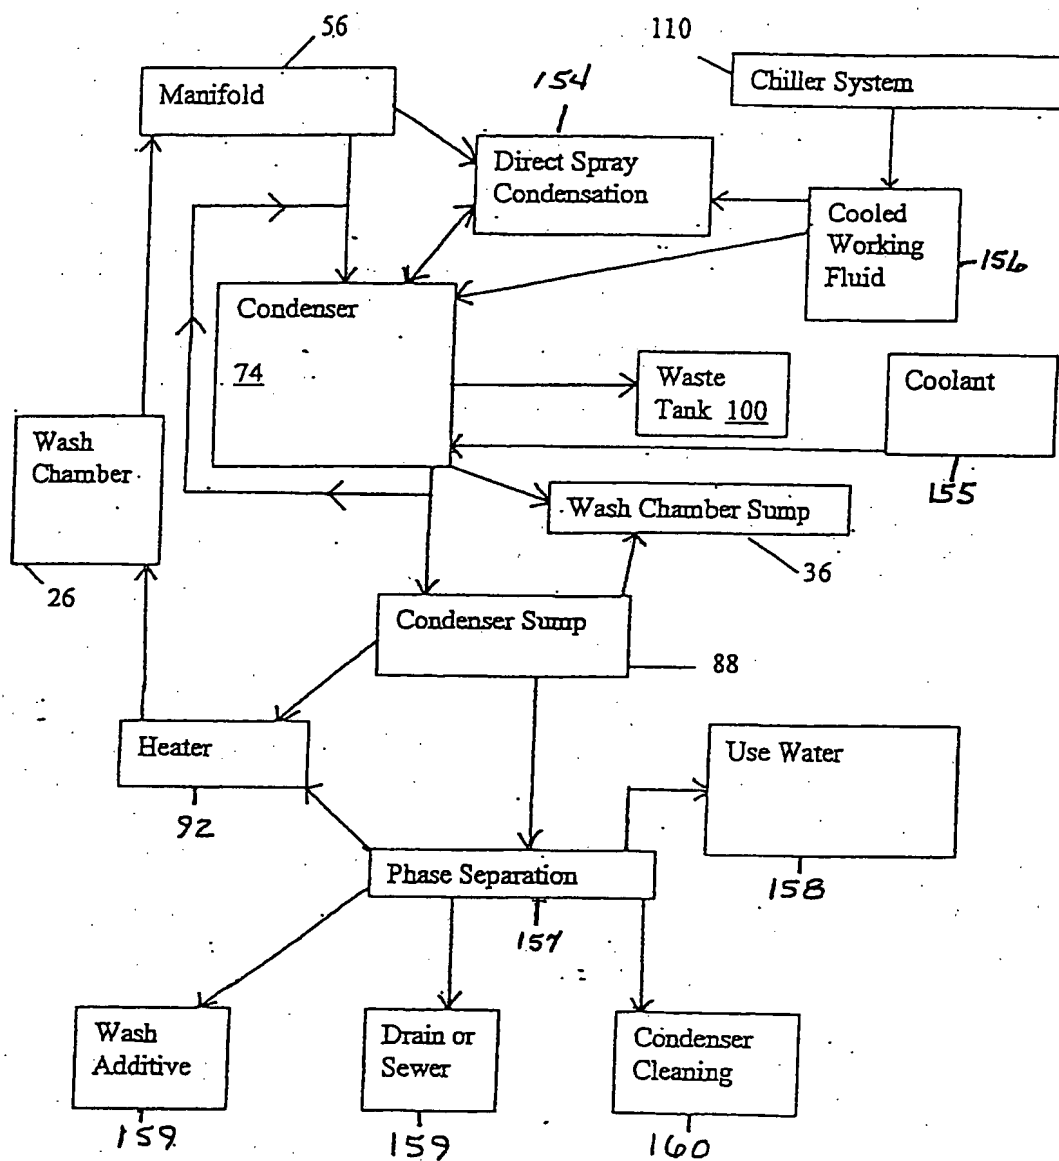 56
110
Manifold
154
Chiller System
Direct Spray
Condensation
Cooled
Working
Fluid
156
Condenser
74
Waste
Tank 100
Coolant
Wash
Chamber
155
Wash Chamber Sump
36
26
Condenser Sump
88
Heater
Use Water
92
Phase Separation
158
157
Wash
Additive
Drain or
Sewer
Condenser
Cleaning
159
159
160